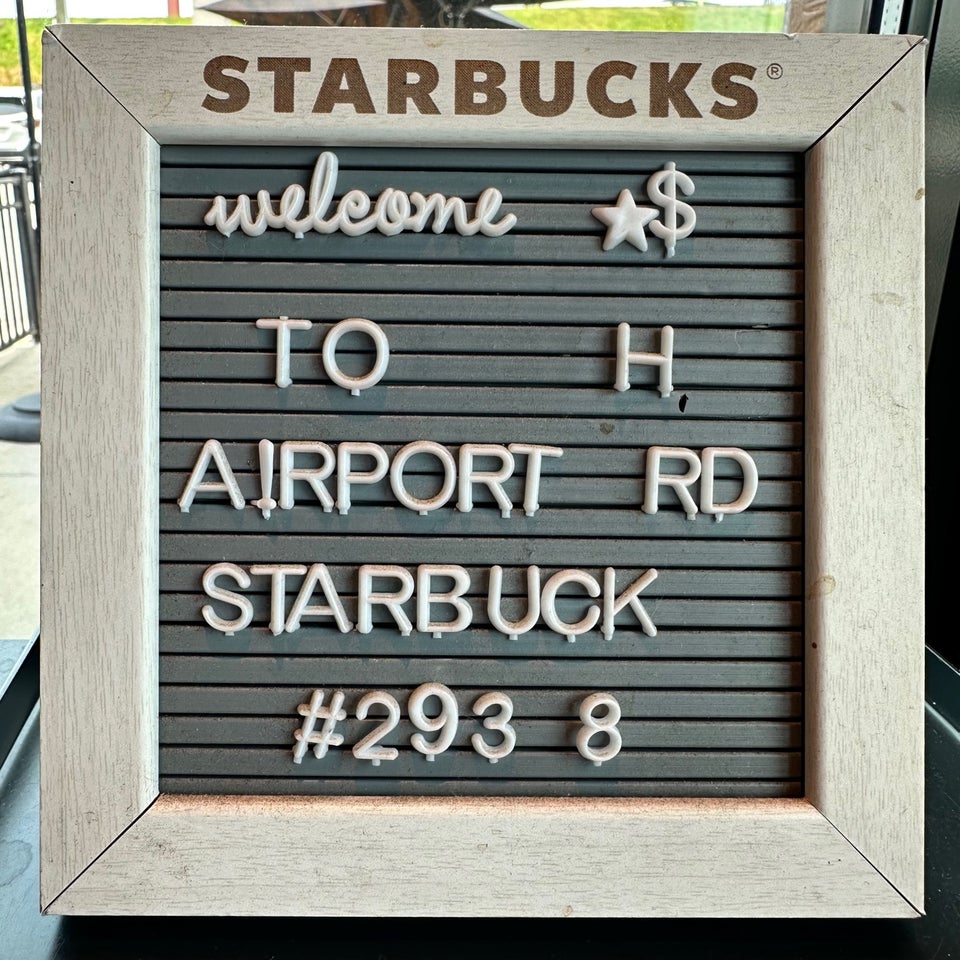 STARBUCKS®
welcome ★$
TO H
A!RPORT RD
STARBUCK
#293 8